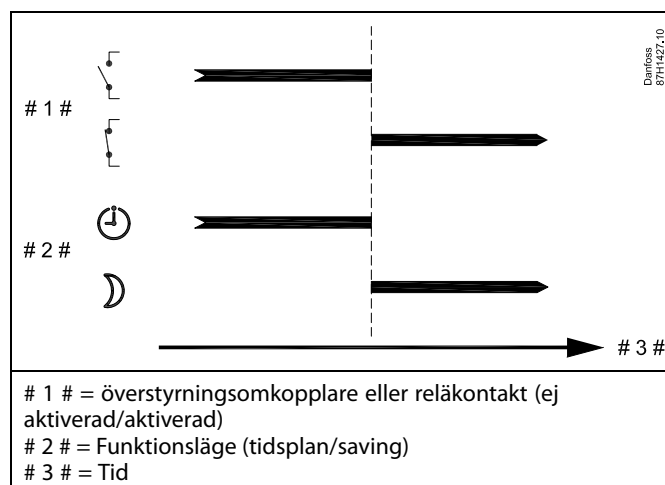 Danfoss
87H1427.10
# 1 #
# 2 #
# 3 #
# 1 # = överstyrningsomkopplare eller reläkontakt (ej
aktiverad/aktiverad)
# 2 # = Funktionsläge (tidsplan/saving)
# 3 # = Tid